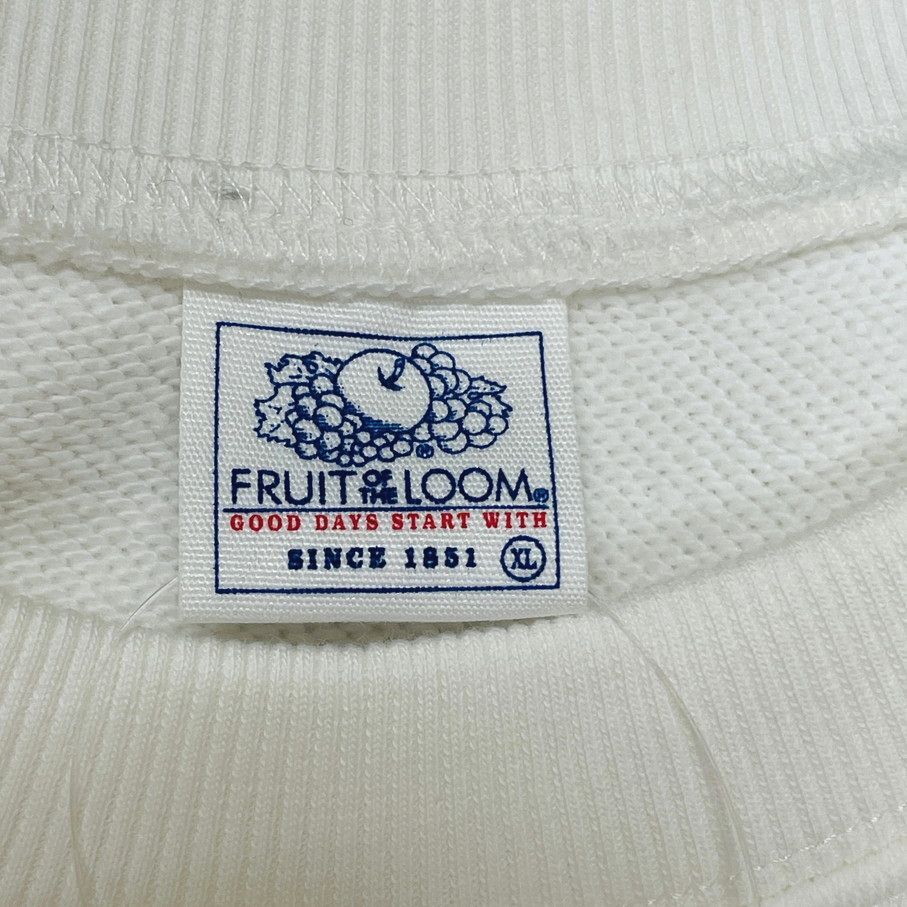 ®
FRUIT OF THE LOOM®
GOOD DAYS START WITH
SINCE 1851 XL